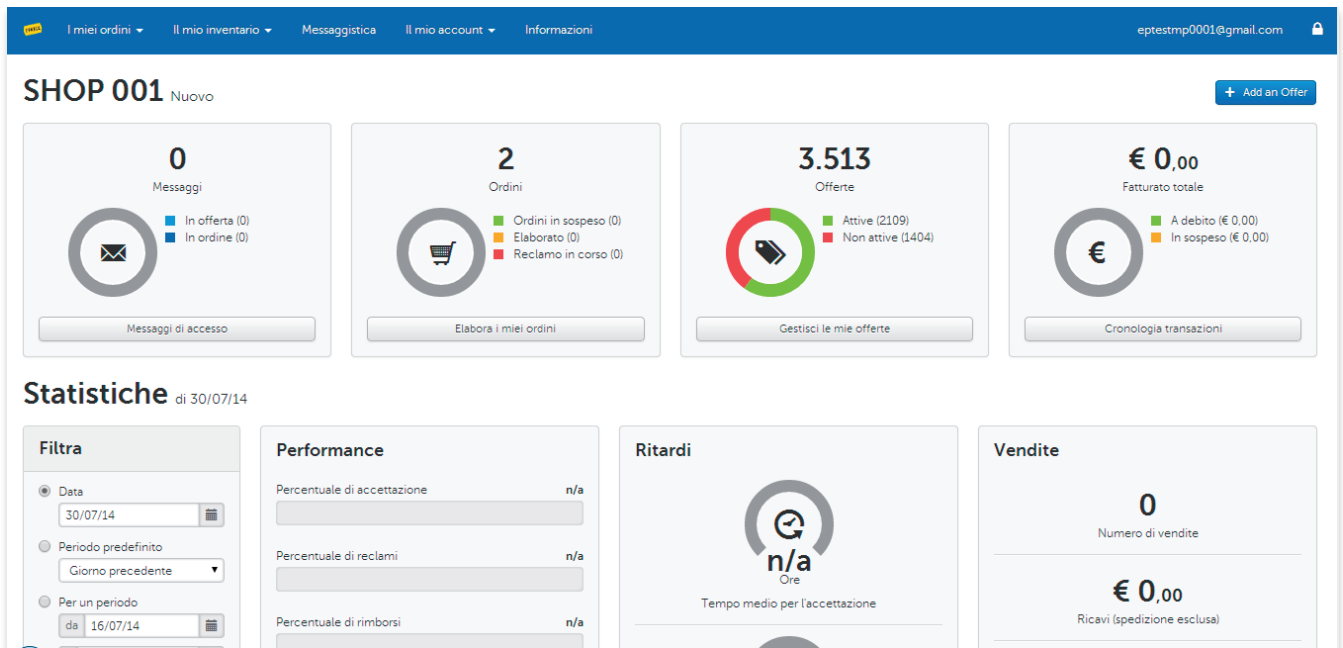 I miei ordini Il mio inventario Messaggistica Il mio account Informazioni eptestmp0001@gmail.com
SHOP 001 Nuovo
+ Add an Offer
0
Messaggi
In offerta (0)
In ordine (0)
Messaggi di accesso
2
Ordini
Ordini in sospeso (0)
Elaborato (0)
Reclamo in corso (0)
Elabora i miei ordini
3.513
Offerte
Attive (2109)
Non attive (1404)
Gestisci le mie offerte
€ 0,00
Fatturato totale
€
A debito (€ 0,00)
In sospeso (€ 0,00)
Cronologia transazioni
Statistiche di 30/07/14
Filtra
Data
30/07/14
Periodo predefinito
Giorno precedente
Per un periodo
da 16/07/14
Performance
Percentuale di accettazione n/a
Percentuale di reclami n/a
Percentuale di rimborsi n/a
Ritardi
n/a
Ore
Tempo medio per l'accettazione
Vendite
0
Numero di vendite
€ 0,00
Ricavi (spedizione esclusa)